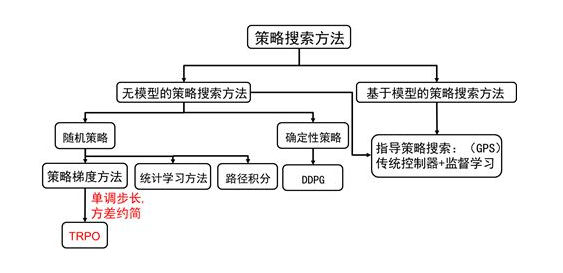 策略搜索方法
无模型的策略搜索方法
基于模型的策略搜索方法
随机策略
确定性策略
指导策略搜索：（GPS）
传统控制器+监督学习
策略梯度方法
统计学习方法
路径积分
DDPG
单调步长,
方差约简
TRPO